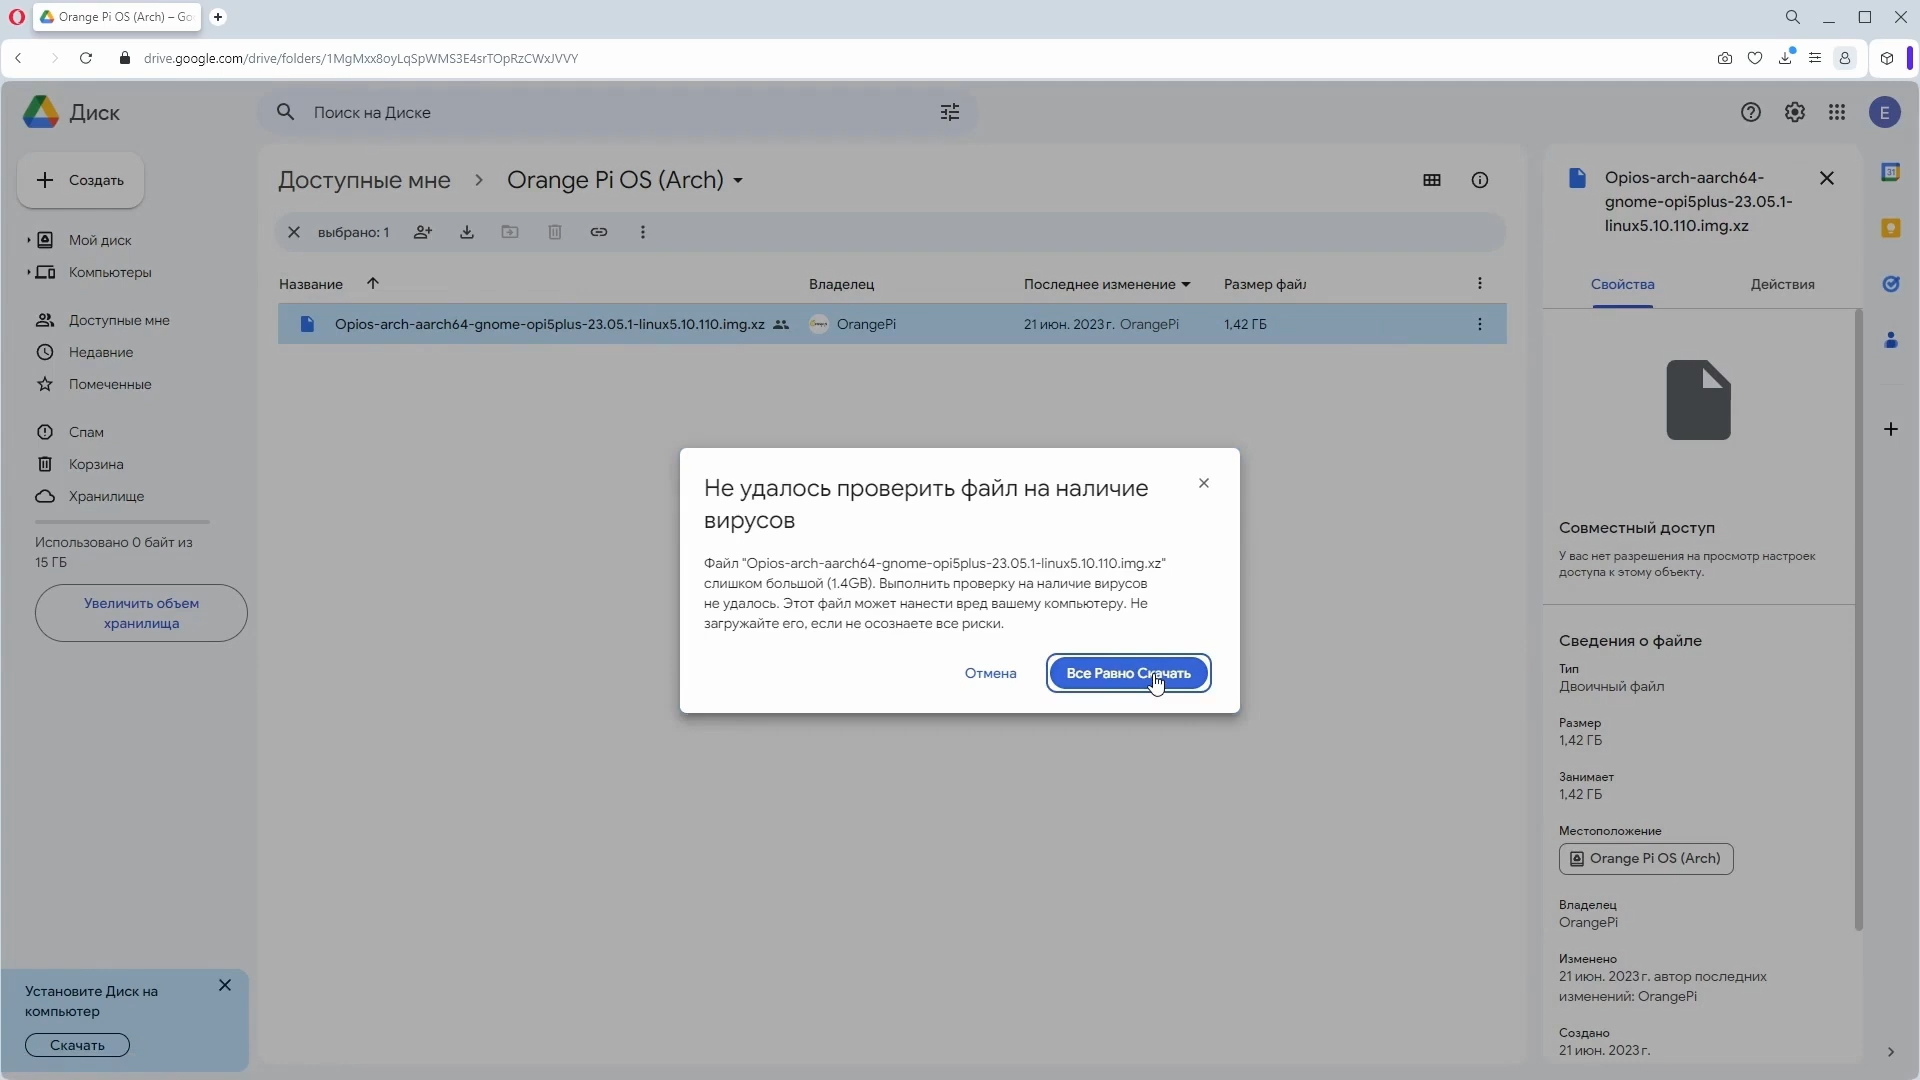 Orange Pi OS (Arch) – Go
drive.google.com/drive/folders/1MgMxx8oyLqSpWMS3E4srTOpRzCWxJVVY
Диск
Поиск на Диске
E
Создать
Мой диск
Компьютеры
Доступные мне
Недавние
Помеченные
Спам
Корзина
Хранилище
Использовано 0 байт из
15 ГБ
Увеличить объем
хранилища
Установите Диск на
компьютер
Скачать
Доступные мне
Orange Pi OS (Arch)
выбрано: 1
Название
Владелец
Последнее изменение
Размер файл
Opios-arch-aarch64-gnome-opi5plus-23.05.1-linux5.10.110.img.xz
OrangePi
21 июн. 2023 г. OrangePi
1,42 ГБ
Не удалось проверить файл на наличие
вирусов
Файл "Opios-arch-aarch64-gnome-opi5plus-23.05.1-linux5.10.110.img.xz"
слишком большой (1.4GB). Выполнить проверку на наличие вирусов
не удалось. Этот файл может нанести вред вашему компьютеру. Не
загружайте его, если не осознаете все риски.
Отмена
Все Равно Скачать
Opios-arch-aarch64-
gnome-opi5plus-23.05.1-
linux5.10.110.img.xz
Свойства
Действия
Совместный доступ
У вас нет разрешения на просмотр настроек
доступа к этому объекту.
Сведения о файле
Тип
Двоичный файл
Размер
1,42 ГБ
Занимает
1,42 ГБ
Местоположение
Orange Pi OS (Arch)
Владелец
OrangePi
Изменено
21 июн. 2023 г. автор последних
изменений: OrangePi
Создано
21 июн. 2023 г.
31